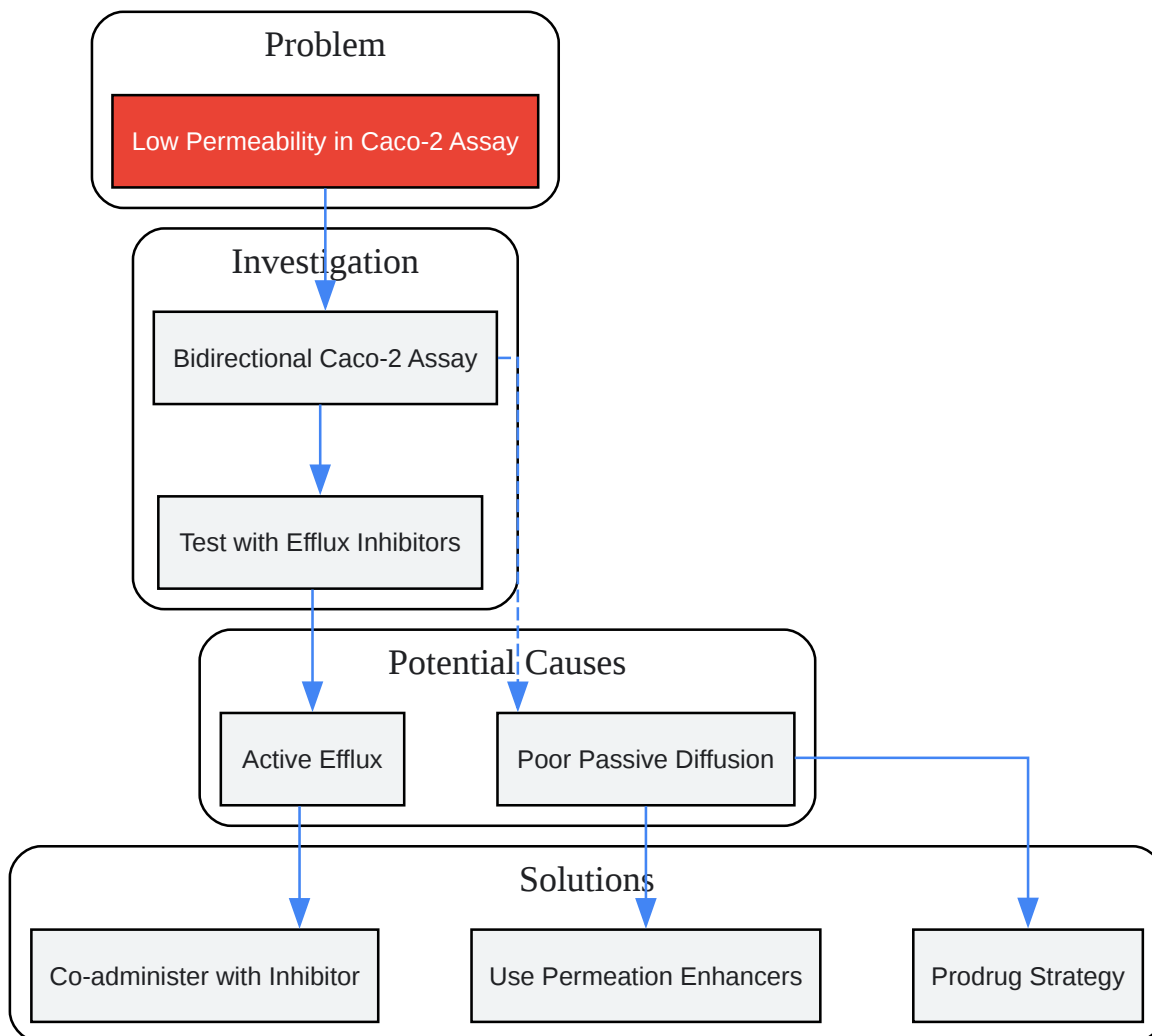 Problem
Low Permeability in Caco-2 Assay
Investigation
Bidirectional Caco-2 Assay
Test with Efflux Inhibitors
Potential Causes
Active Efflux
Poor Passive Diffusion
Solutions
Co-administer with Inhibitor
Use Permeation Enhancers
Prodrug Strategy